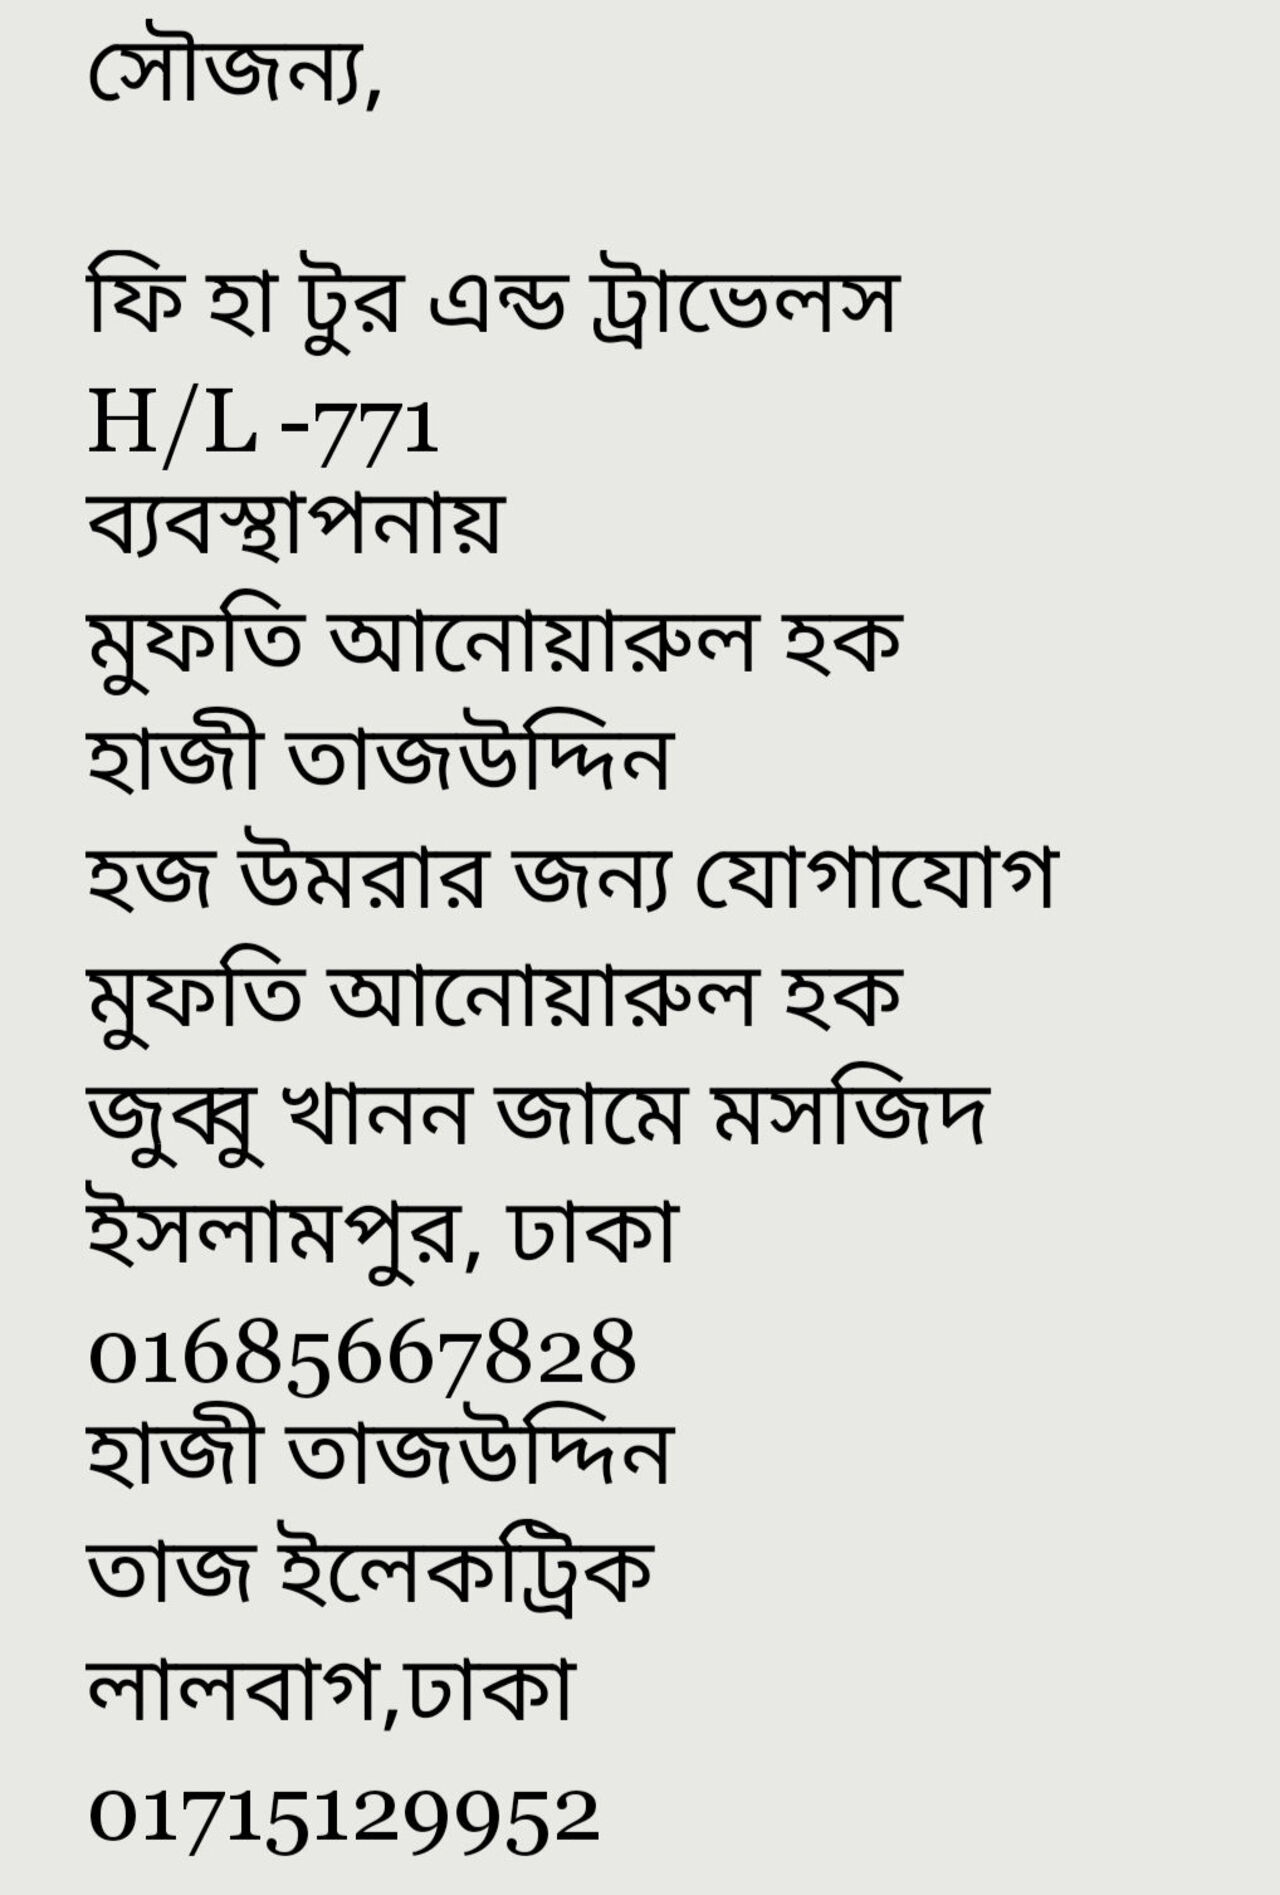 সৌজন্য,
ফি হা টুর এন্ড ট্রাভেলস
H/L -771
ব্যবস্থাপনায়
মুফতি আনোয়ারুল হক
হাজী তাজউদ্দিন
হজ উমরার জন্য যোগাযোগ
মুফতি আনোয়ারুল হক
জুব্বু খানন জামে মসজিদ
ইসলামপুর, ঢাকা
01685667828
হাজী তাজউদ্দিন
তাজ ইলেকট্রিক
লালবাগ,ঢাকা
01715129952